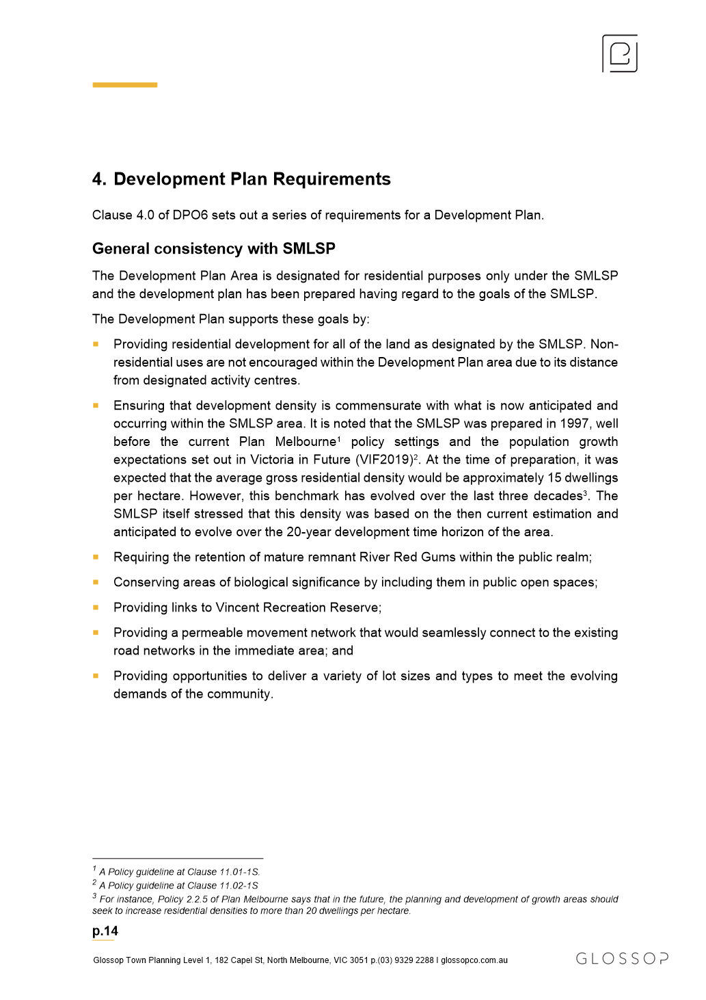 4. Development Plan Requirements
Clause 4.0 of DPO6 sets out a series of requirements for a Development Plan.
General consistency with SMLSP
The Development Plan Area is designated for residential purposes only under the SMLSP
and the development plan has been prepared having regard to the goals of the SMLSP.
The Development Plan supports these goals by:
Providing residential development for all of the land as designated by the SMLSP. Non-
residential uses are not encouraged within the Development Plan area due to its distance
from designated activity centres.
Ensuring that development density is commensurate with what is now anticipated and
occurring within the SMLSP area. It is noted that the SMLSP was prepared in 1997, well
before the current Plan Melbourne¹ policy settings and the population growth
expectations set out in Victoria in Future (VIF2019)². At the time of preparation, it was
expected that the average gross residential density would be approximately 15 dwellings
per hectare. However, this benchmark has evolved over the last three decades³. The
SMLSP itself stressed that this density was based on the then current estimation and
anticipated to evolve over the 20-year development time horizon of the area.
Requiring the retention of mature remnant River Red Gums within the public realm;
Conserving areas of biological significance by including them in public open spaces;
Providing links to Vincent Recreation Reserve;
Providing a permeable movement network that would seamlessly connect to the existing
road networks in the immediate area; and
Providing opportunities to deliver a variety of lot sizes and types to meet the evolving
demands of the community.
¹ A Policy guideline at Clause 11.01-1S.
² A Policy guideline at Clause 11.02-1S
³ For instance, Policy 2.2.5 of Plan Melbourne says that in the future, the planning and development of growth areas should
seek to increase residential densities to more than 20 dwellings per hectare.
p.14
Glossop Town Planning Level 1, 182 Capel St, North Melbourne, VIC 3051 p.(03) 9329 2288 I glossopco.com.au
GLOSSOP